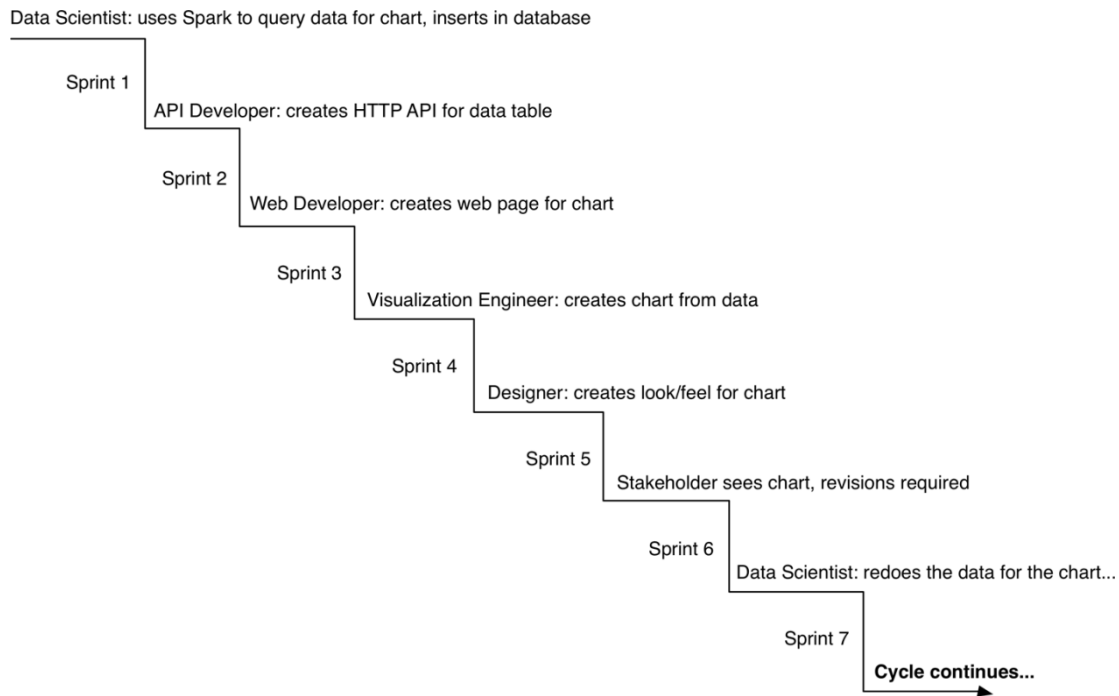 Data Scientist: uses Spark to query data for chart, inserts in database
Sprint 1
API Developer: creates HTTP API for data table
Sprint 2
Web Developer: creates web page for chart
Sprint 3
Visualization Engineer: creates chart from data
Sprint 4
Designer: creates look/feel for chart
Sprint 5
Stakeholder sees chart, revisions required
Sprint 6
Data Scientist: redoes the data for the chart...
Sprint 7
Cycle continues...